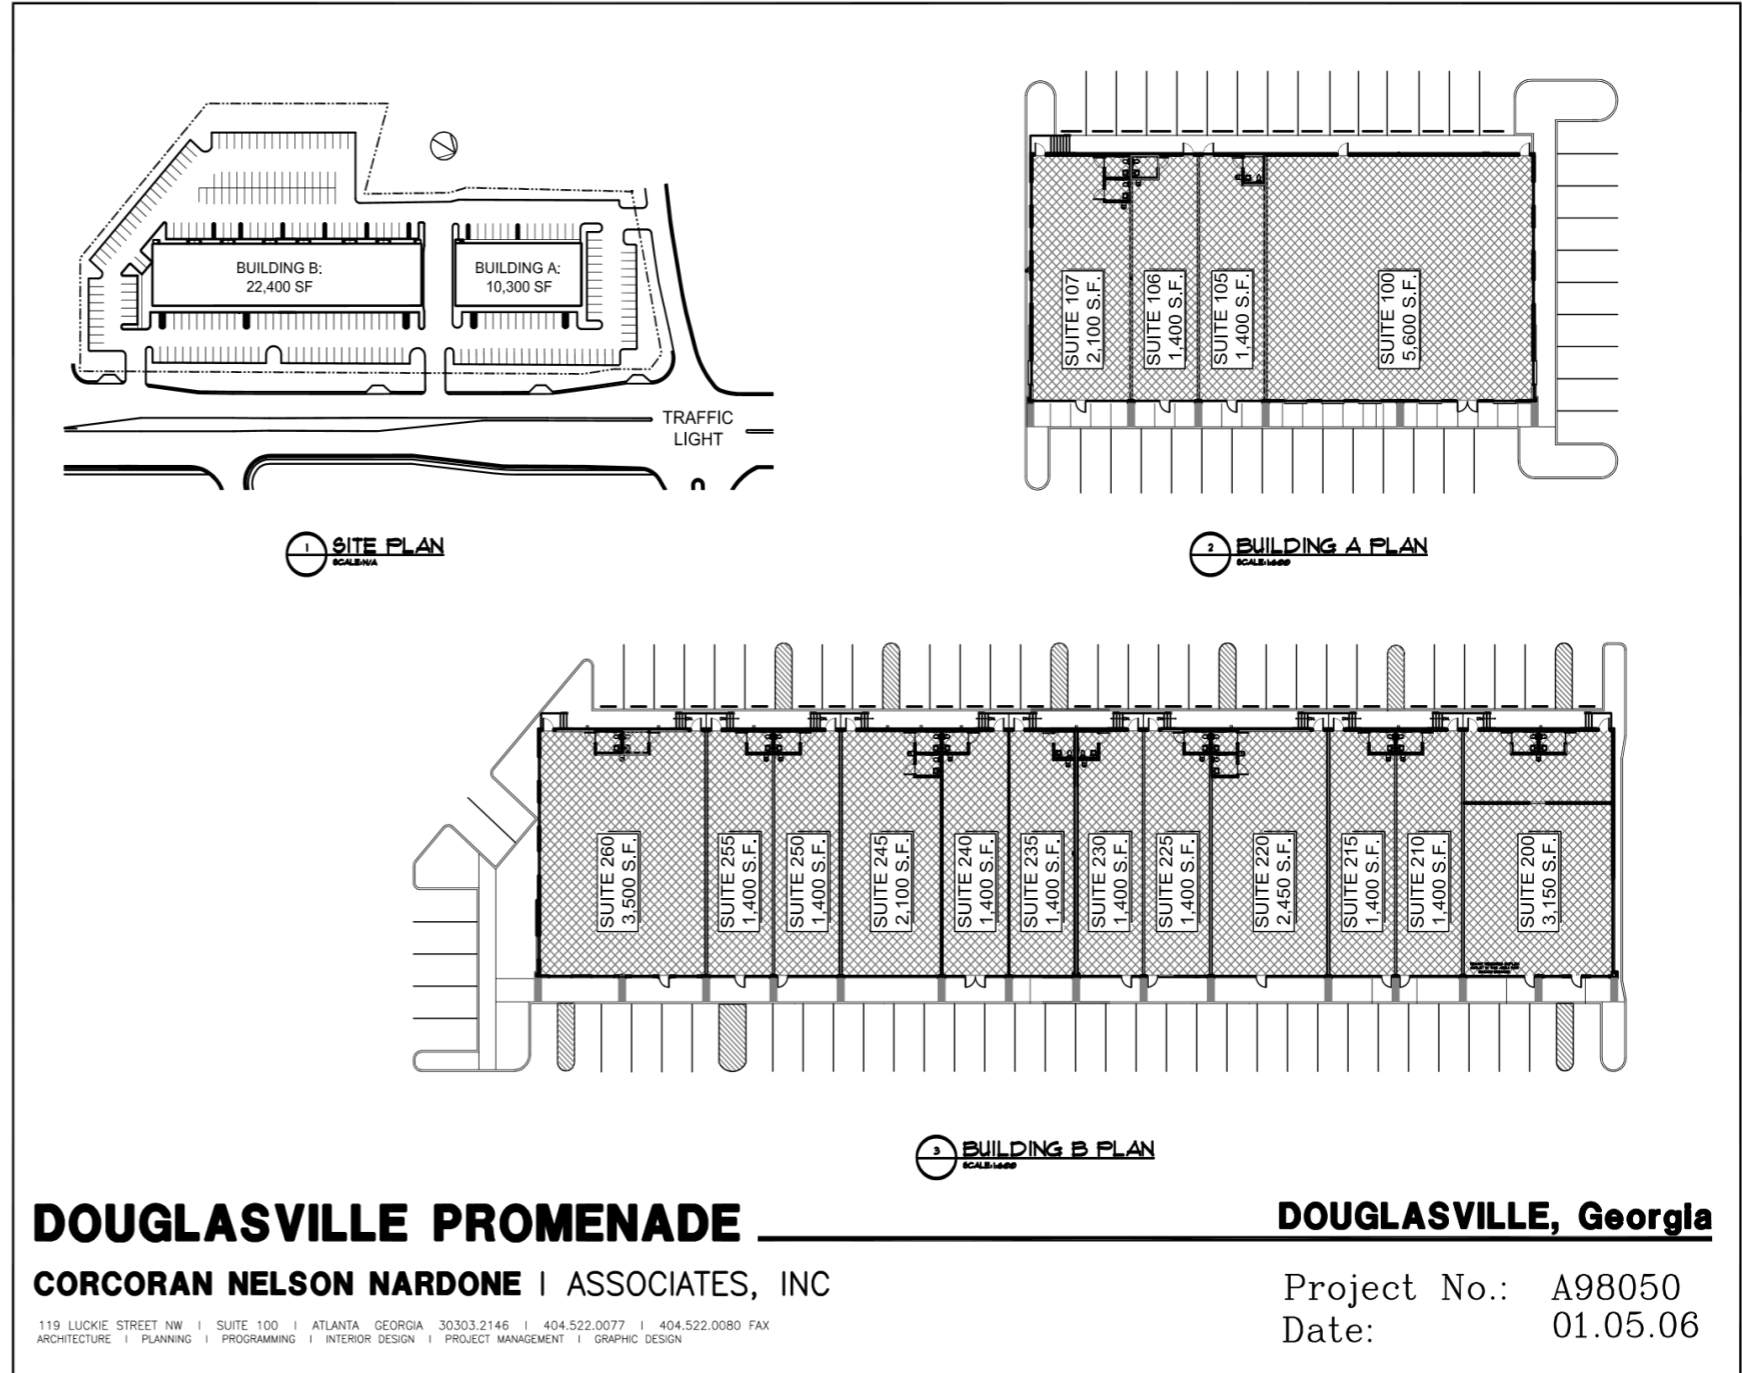 BUILDING B:
22,400 SF
BUILDING A:
10,300 SF
TRAFFIC
LIGHT
1
SITE PLAN
SCALE:N/A
SUITE 107
2,100 S.F.
SUITE 106
1,400 S.F.
SUITE 105
1,400 S.F.
SUITE 100
5,600 S.F.
2
BUILDING A PLAN
SUITE 260
3,500 S.F.
SUITE 255
1,400 S.F.
SUITE 250
1,400 S.F.
SUITE 245
2,100 S.F.
SUITE 240
1,400 S.F.
SUITE 235
1,400 S.F.
SUITE 230
1,400 S.F.
SUITE 225
1,400 S.F.
SUITE 220
2,450 S.F.
SUITE 215
1,400 S.F.
SUITE 210
1,400 S.F.
SUITE 200
3,150 S.F.
3
BUILDING B PLAN
DOUGLASVILLE PROMENADE
DOUGLASVILLE, Georgia
CORCORAN NELSON NARDONE | ASSOCIATES, INC
119 LUCKIE STREET NW | SUITE 100 | ATLANTA GEORGIA 30303.2146 | 404.522.0077 | 404.522.0080 FAX
ARCHITECTURE | PLANNING | PROGRAMMING | INTERIOR DESIGN | PROJECT MANAGEMENT | GRAPHIC DESIGN
Project No.: A98050
Date: 01.05.06